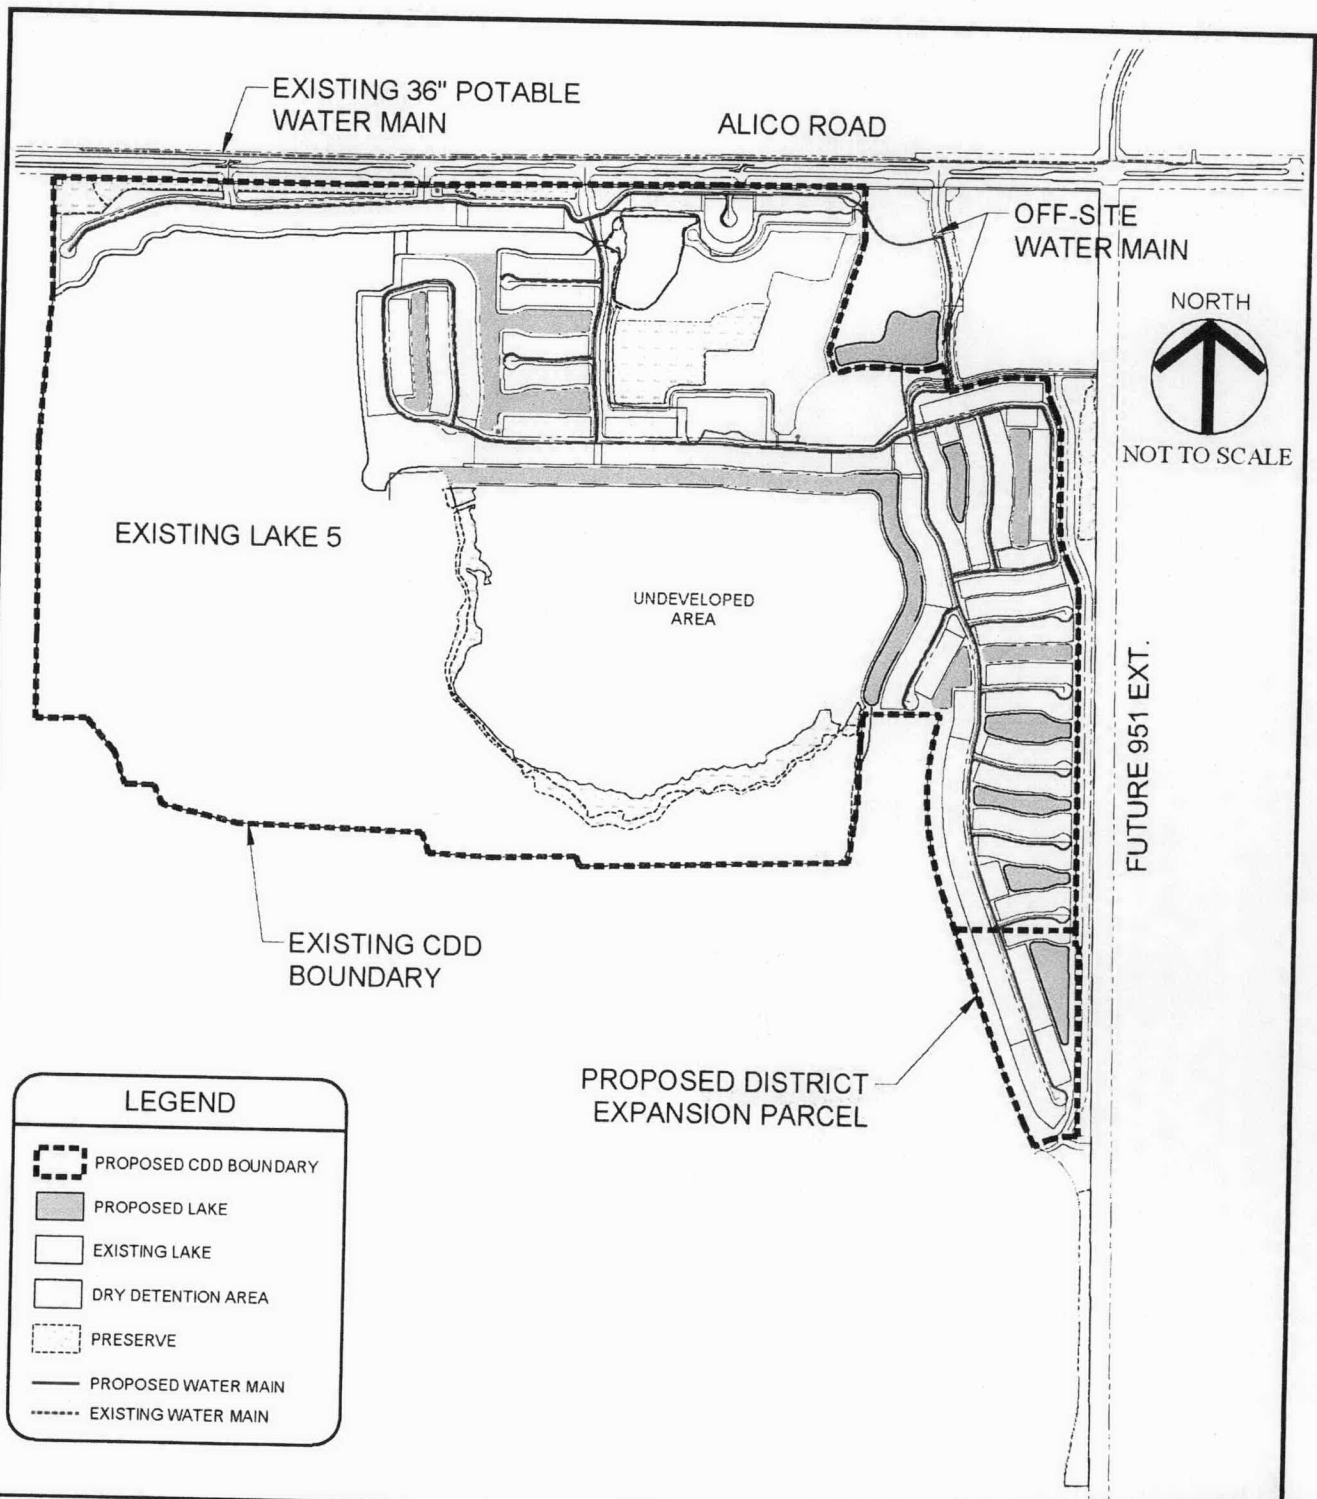 EXISTING 36" POTABLE
WATER MAIN
ALICO ROAD
OFF-SITE
WATER MAIN
NORTH
NOT TO SCALE
EXISTING LAKE 5
UNDEVELOPED
AREA
FUTURE 951 EXT.
EXISTING CDD
BOUNDARY
PROPOSED DISTRICT
EXPANSION PARCEL
LEGEND
PROPOSED CDD BOUNDARY
PROPOSED LAKE
EXISTING LAKE
DRY DETENTION AREA
PRESERVE
PROPOSED WATER MAIN
EXISTING WATER MAIN